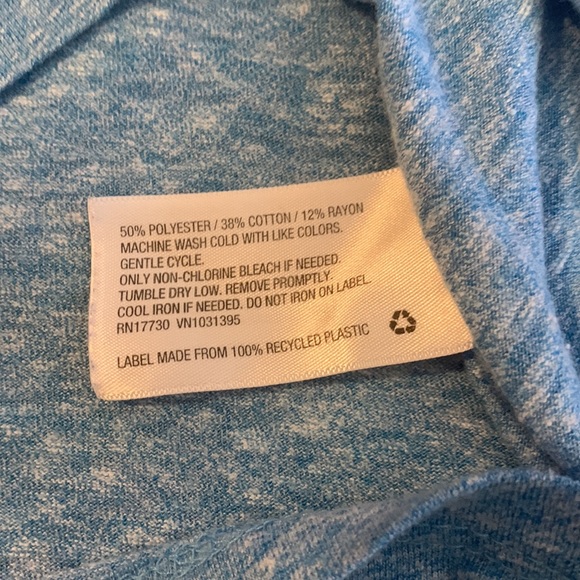 50% POLYESTER / 38% COTTON / 12% RAYON
MACHINE WASH COLD WITH LIKE COLORS.
GENTLE CYCLE.
ONLY NON-CHLORINE BLEACH IF NEEDED.
TUMBLE DRY LOW. REMOVE PROMPTLY.
COOL IRON IF NEEDED. DO NOT IRON ON LABEL.
RN17730 VN1031395
LABEL MADE FROM 100% RECYCLED PLASTIC